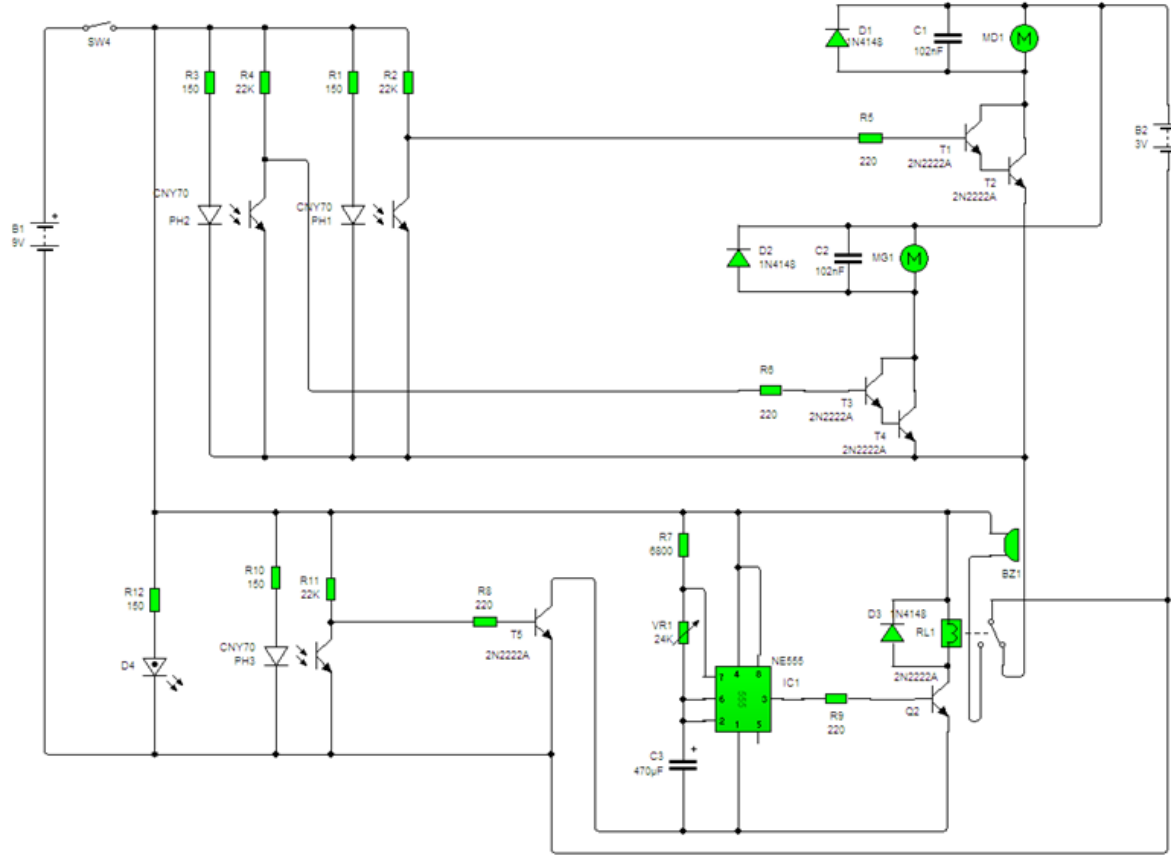 SW4
B1
9V
R3
150
R4
22K
R1
150
R2
22K
CNY70
PH2
CNY70
PH1
D1
1N4148
C1
102nF
MD1
M
R5
220
T1
2N2222A
T2
2N2222A
B2
3V
D2
1N4148
C2
102nF
MG1
M
R6
220
T3
2N2222A
T4
2N2222A
R12
150
D4
R10
150
R11
22K
CNY70
PH3
R8
220
T5
2N2222A
R7
6800
VR1
24K
C3
470µF
NE555
IC1
555
7
6
2
4
8
1
3
5
R9
220
D3
1N4148
RL1
2N2222A
Q2
BZ1